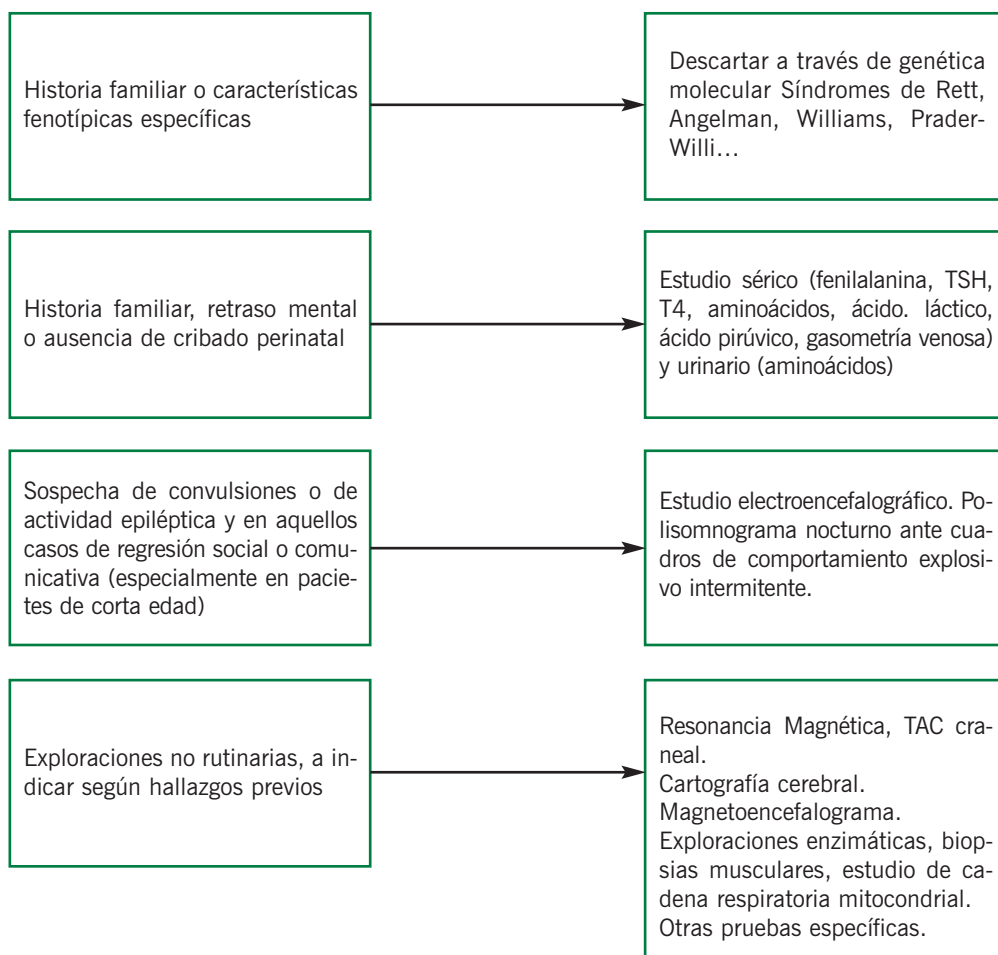 Historia familiar o características
fenotípicas específicas
Descartar a través de genética
molecular Síndromes de Rett,
Angelman, Williams, Prader-
Willi...
Historia familiar, retraso mental
o ausencia de cribado perinatal
Estudio sérico (fenilalanina, TSH,
T4, aminoácidos, ácido. láctico,
ácido pirúvico, gasometría venosa)
y urinario (aminoácidos)
Sospecha de convulsiones o de
actividad epiléptica y en aquellos
casos de regresión social o comu-
nicativa (especialmente en pacie-
tes de corta edad)
Estudio electroencefalográfico. Po-
lisomnograma nocturno ante cua-
dros de comportamiento explosi-
vo intermitente.
Exploraciones no rutinarias, a in-
dicar según hallazgos previos
Resonancia Magnética, TAC cra-
neal.
Cartografía cerebral.
Magnetoencefalograma.
Exploraciones enzimáticas, biop-
sias musculares, estudio de ca-
dena respiratoria mitocondrial.
Otras pruebas específicas.